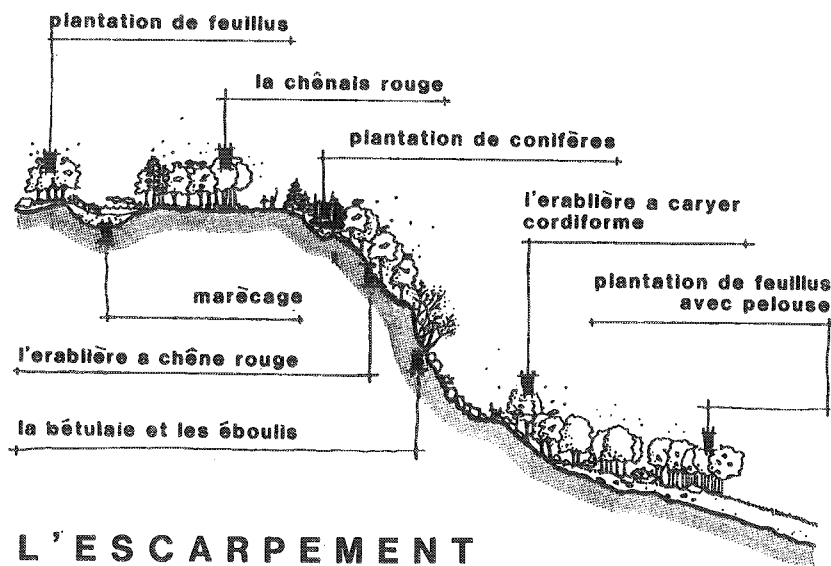 plantation de feuillus
la chênais rouge
plantation de conifères
l'erablière a caryer
cordiforme
plantation de feuillus
avec pelouse
marècage
l'erablière a chêne rouge
la bétulaie et les éboulis
L'ESCARPEMENT